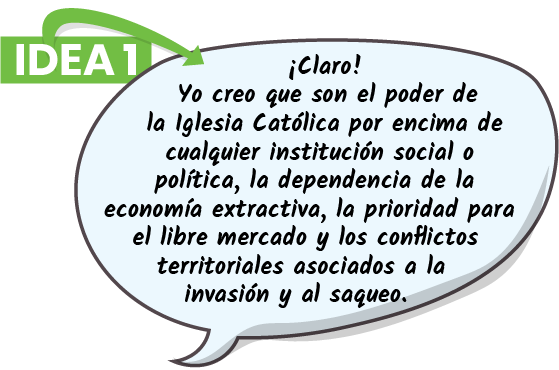 IDEA 1
¡Claro!
Yo creo que son el poder de
la Iglesia Católica por encima de
cualquier institución social o
política, la dependencia de la
economía extractiva, la prioridad para
el libre mercado y los conflictos
territoriales asociados a la
invasión y al saqueo.